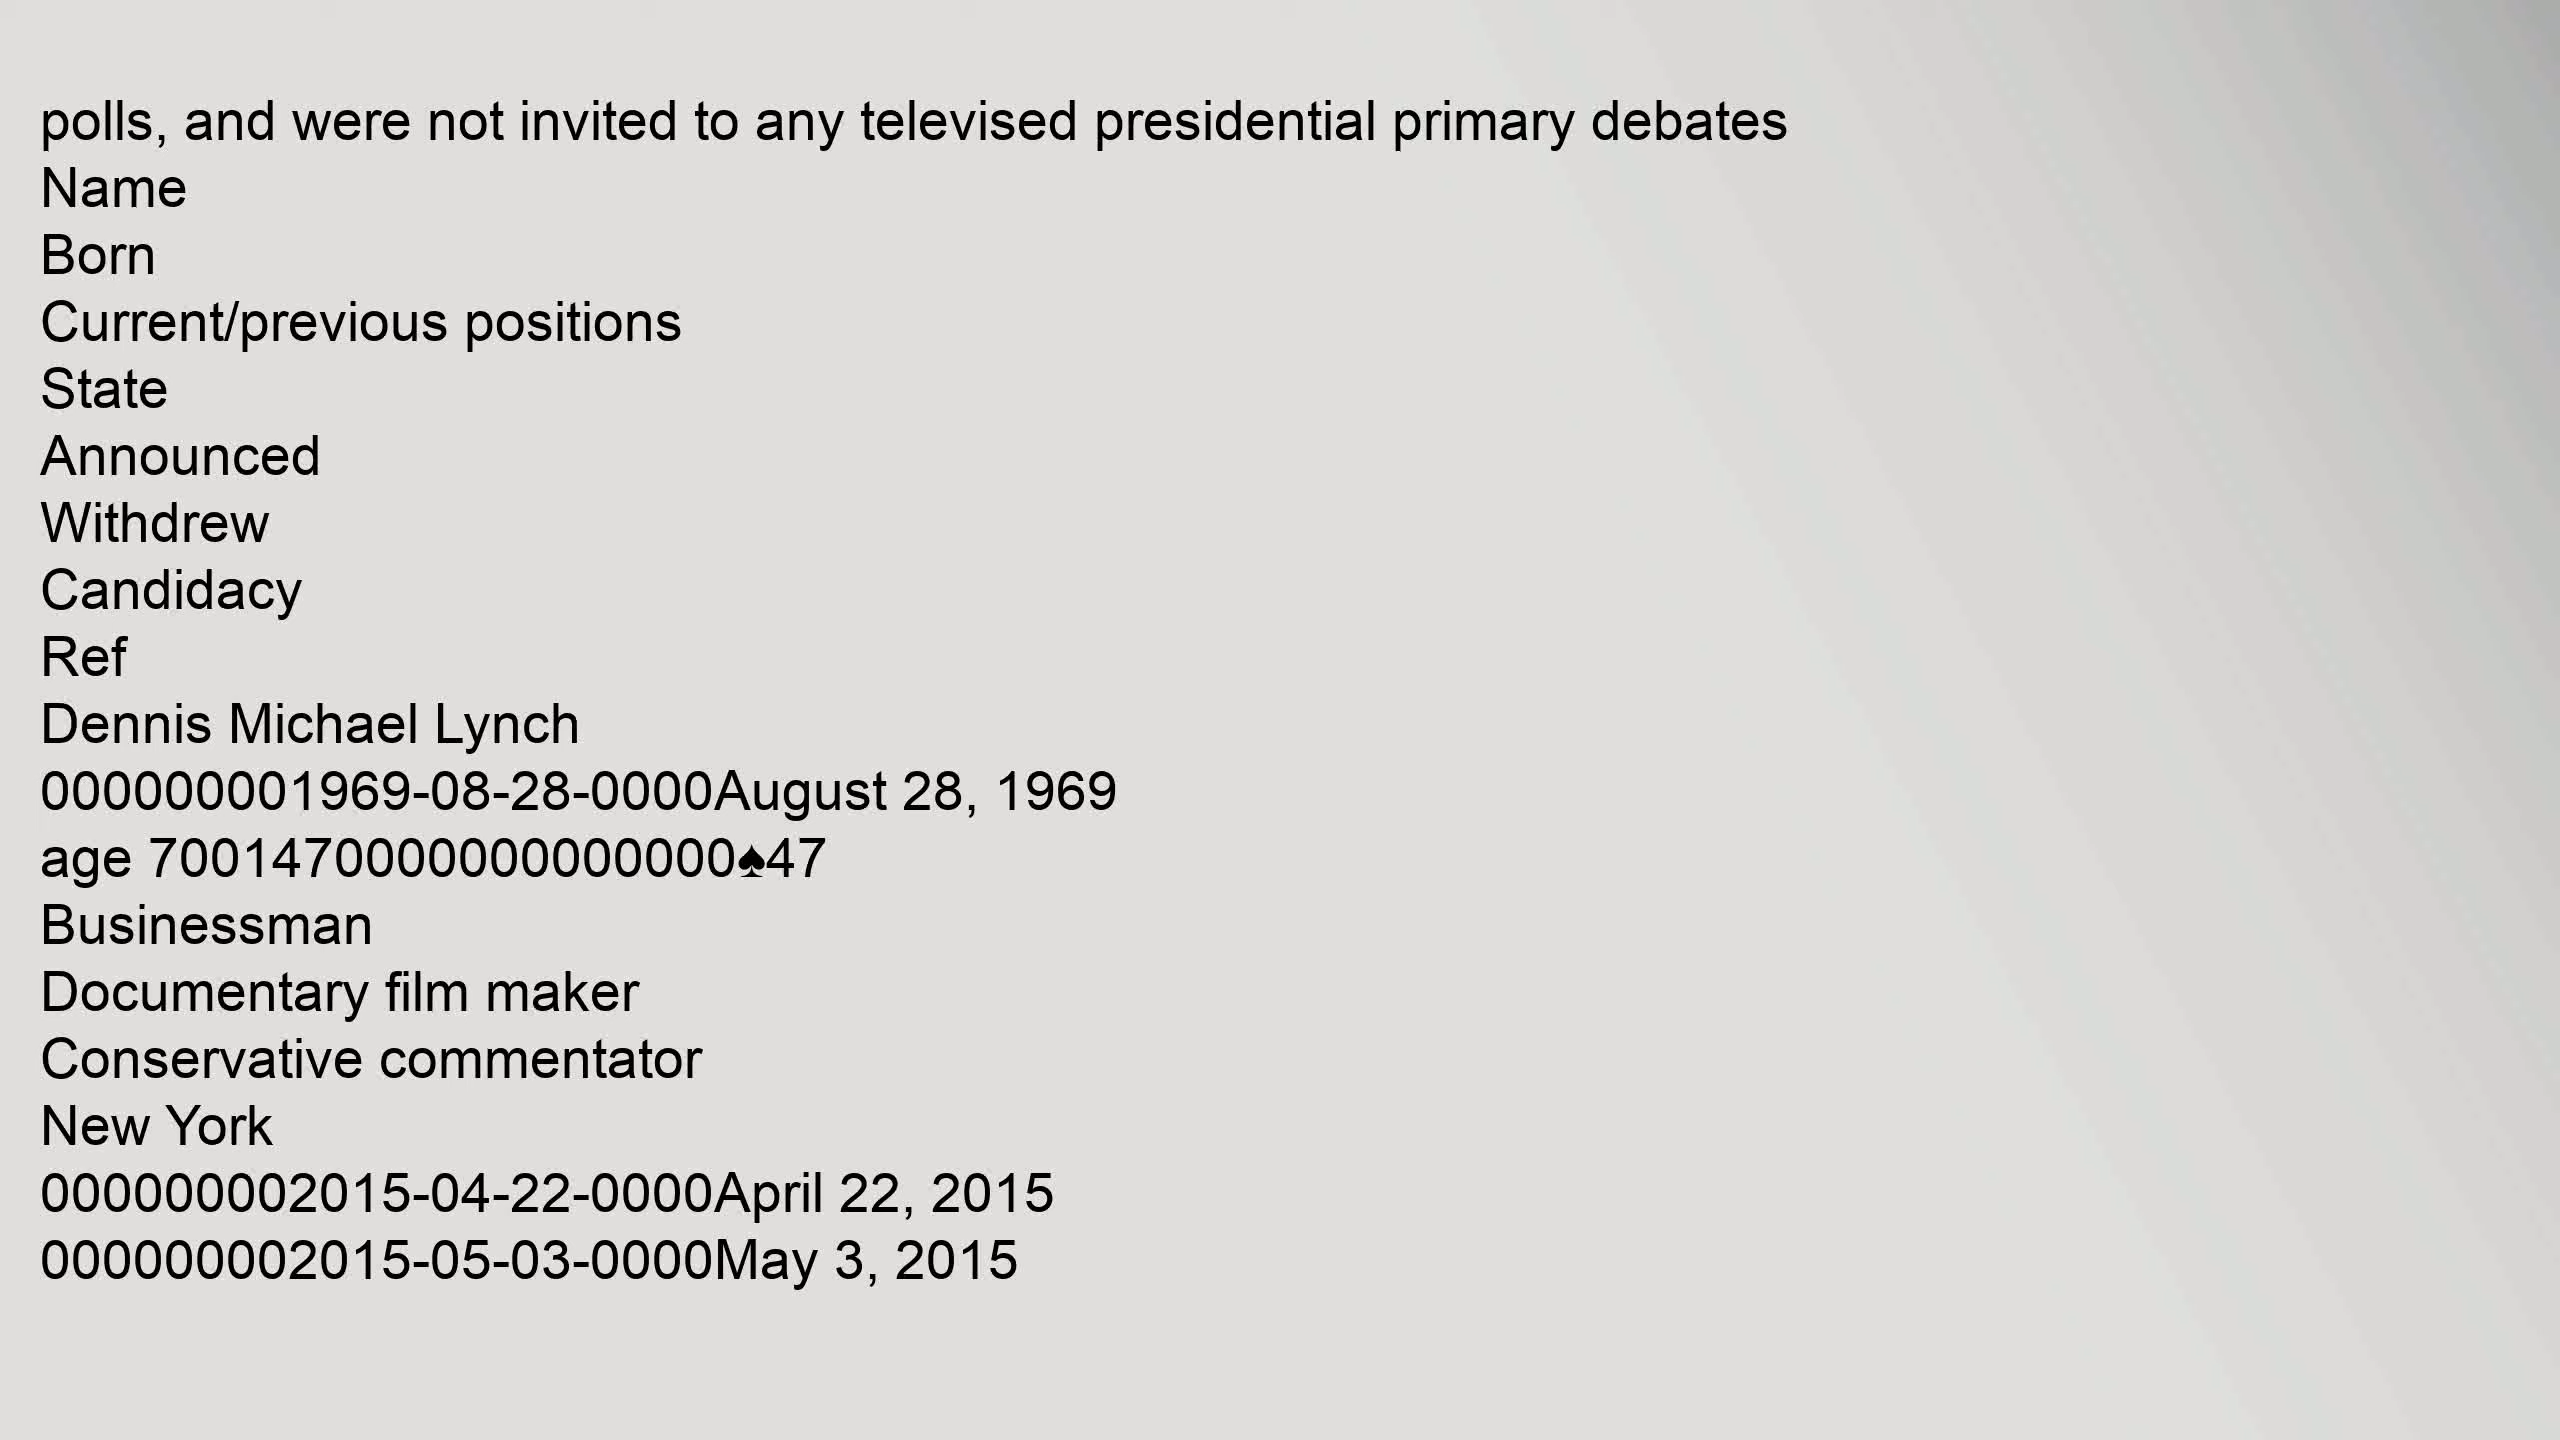 polls, and were not invited to any televised presidential primary debates
Name
Born
Current/previous positions
State
Announced
Withdrew
Candidacy
Ref
Dennis Michael Lynch
000000001969-08-28-0000August 28, 1969
age 7001470000000000000♠47
Businessman
Documentary film maker
Conservative commentator
New York
000000002015-04-22-0000April 22, 2015
000000002015-05-03-0000May 3, 2015